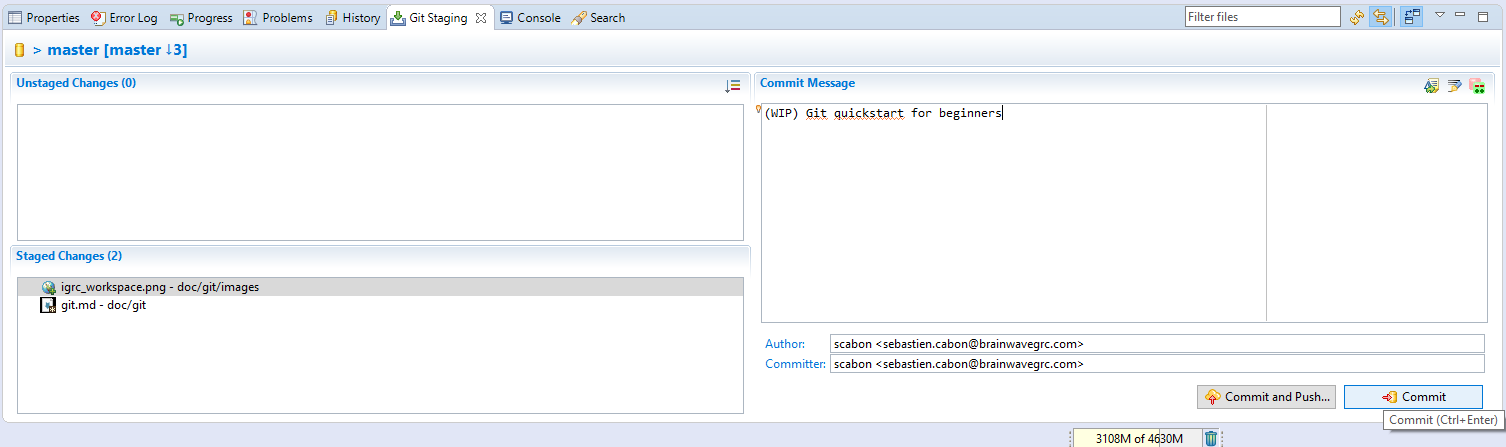 Properties Error Log Progress Problems History Git Staging Console Search Filter files
> master [master ↓3]
Unstaged Changes (0)
Staged Changes (2)
igrc_workspace.png - doc/git/images
git.md - doc/git
Commit Message
(WIP) Git quickstart for beginners
Author: scabon <sebastien.cabon@brainwavegrc.com>
Committer: scabon <sebastien.cabon@brainwavegrc.com>
Commit and Push... Commit
Commit (Ctrl+Enter)
3108M of 4630M